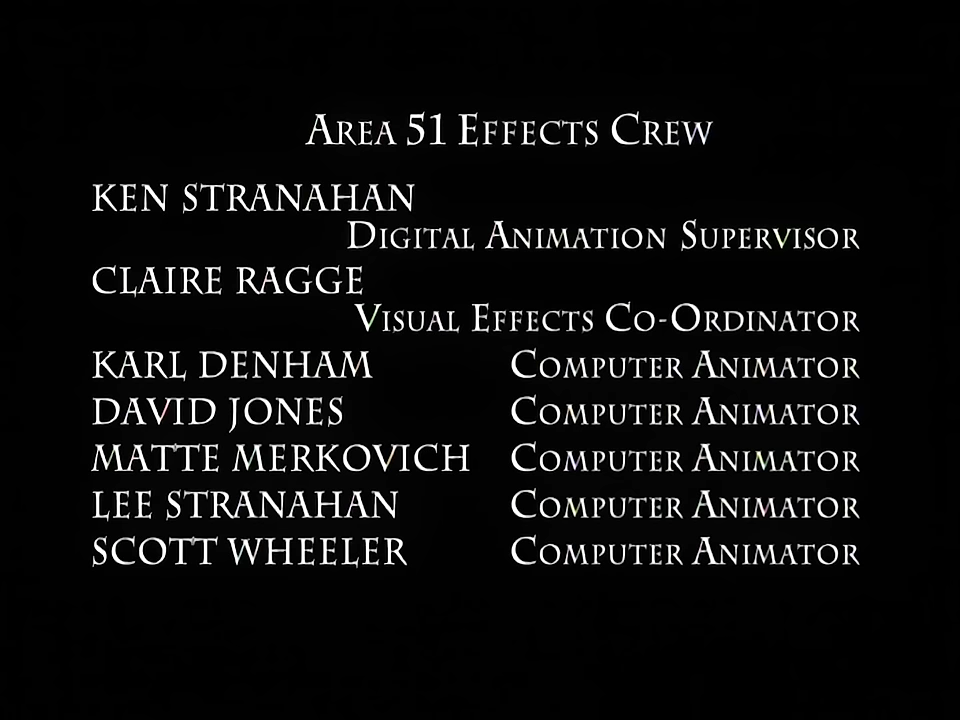 AREA 51 EFFECTS CREW
KEN STRANAHAN
DIGITAL ANIMATION SUPERVISOR
CLAIRE RAGGE
VISUAL EFFECTS CO-ORDINATOR
KARL DENHAM COMPUTER ANIMATOR
DAVID JONES COMPUTER ANIMATOR
MATTE MERKOVICH COMPUTER ANIMATOR
LEE STRANAHAN COMPUTER ANIMATOR
SCOTT WHEELER COMPUTER ANIMATOR